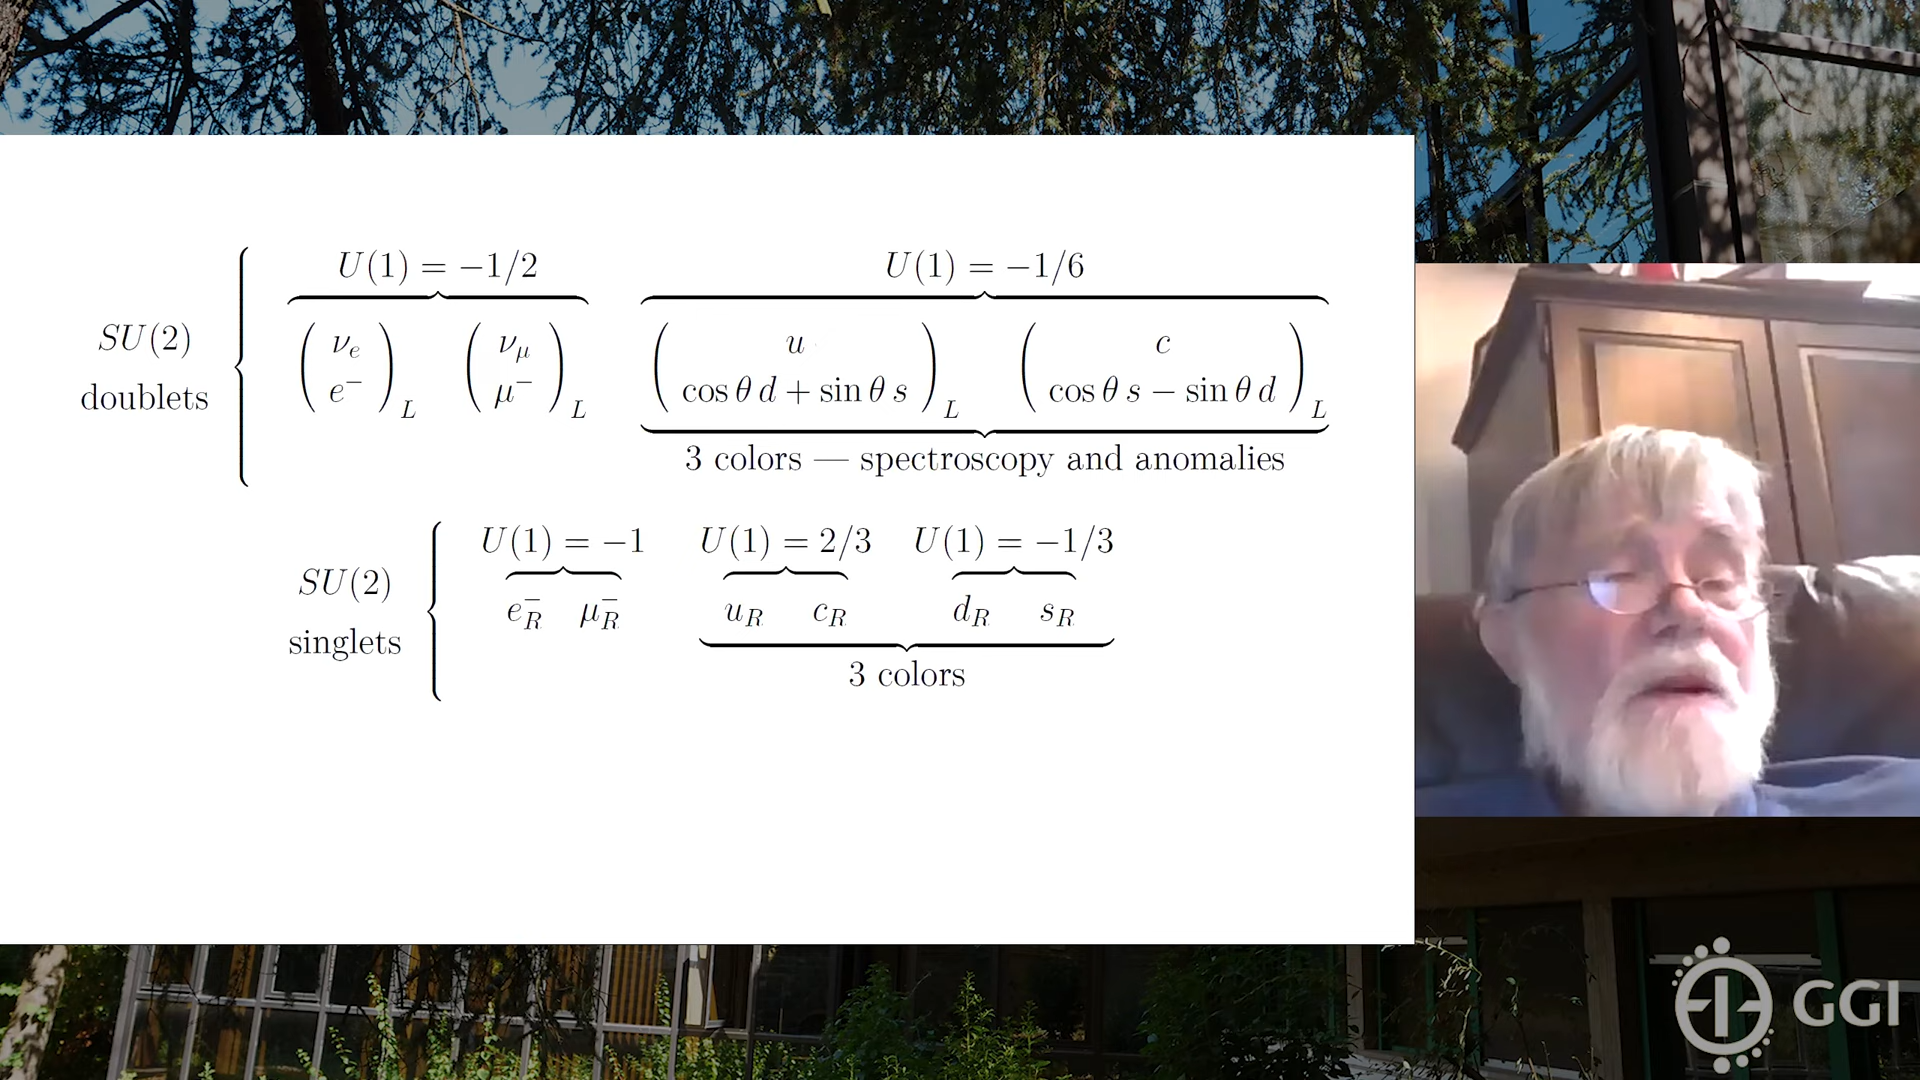 U(1) = −1/2 U(1) = −1/6
SU(2) doublets
( ν_e e⁻ )_L ( ν_μ μ⁻ )_L ( u cos θ d + sin θ s )_L ( c cos θ s − sin θ d )_L
3 colors — spectroscopy and anomalies
U(1) = −1 U(1) = 2/3 U(1) = −1/3
SU(2) singlets
e⁻_R μ⁻_R u_R c_R d_R s_R
3 colors
GGI